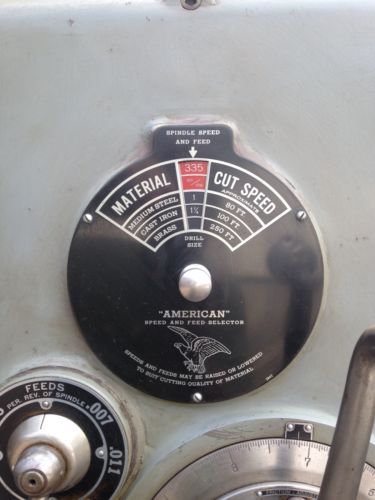 SPINDLE SPEED
AND FEED
335
MATERIAL
CUT SPEED
APPROXIMATE
MEDIUM STEEL 1 80 FT
CAST IRON 1¼ 100 FT
BRASS 250 FT
DRILL
SIZE
"AMERICAN"
SPEED AND FEED SELECTOR
SPEEDS AND FEEDS MAY BE RAISED OR LOWERED
TO SUIT CUTTING QUALITY OF MATERIAL
FEEDS
PER REV. OF SPINDLE
.007
.011
7
8